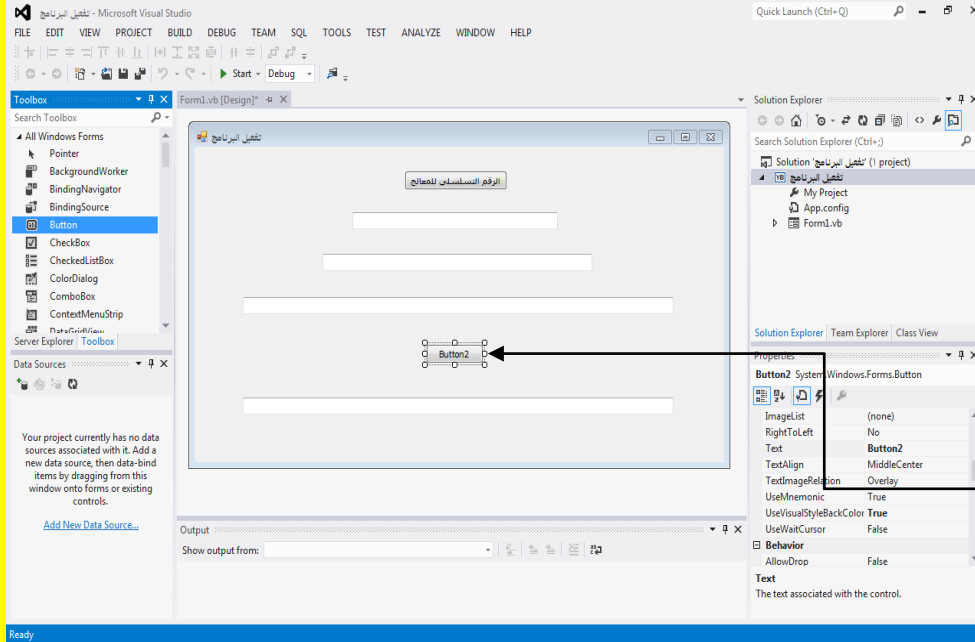 تفعيل البرنامج - Microsoft Visual Studio
Quick Launch (Ctrl+Q)
FILE EDIT VIEW PROJECT BUILD DEBUG TEAM SQL TOOLS TEST ANALYZE WINDOW HELP
Start Debug
Toolbox
Search Toolbox
All Windows Forms
Pointer
BackgroundWorker
BindingNavigator
BindingSource
Button
CheckBox
CheckedListBox
ColorDialog
ComboBox
ContextMenuStrip
DataGridView
Server Explorer Toolbox
Data Sources
Your project currently has no data
sources associated with it. Add a
new data source, then data-bind
items by dragging from this
window onto forms or existing
controls.
Add New Data Source...
Form1.vb [Design]*
تفعيل البرنامج
الرقم التسلسلي للمعالج
Button2
Output
Show output from:
Solution Explorer
Search Solution Explorer (Ctrl+;)
Solution 'تفعيل البرنامج' (١ project)
تفعيل البرنامج
My Project
App.config
Form1.vb
Solution Explorer Team Explorer Class View
Properties
Button2 System.Windows.Forms.Button
ImageList (none)
RightToLeft No
Text Button2
TextAlign MiddleCenter
TextImageRelation Overlay
UseMnemonic True
UseVisualStyleBackColor True
UseWaitCursor False
Behavior
AllowDrop False
Text
The text associated with the control.
Ready